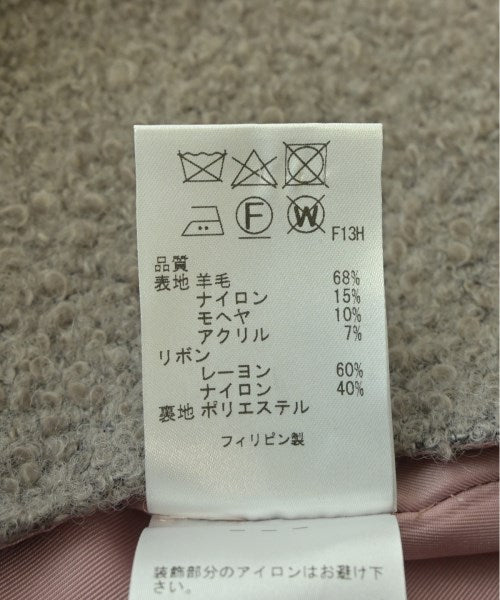 F W F13H
品質
表地 羊毛 68%
ナイロン 15%
モヘヤ 10%
アクリル 7%
リボン
レーヨン 60%
ナイロン 40%
裏地 ポリエステル
フィリピン製
装飾部分のアイロンはお避け下
さい。